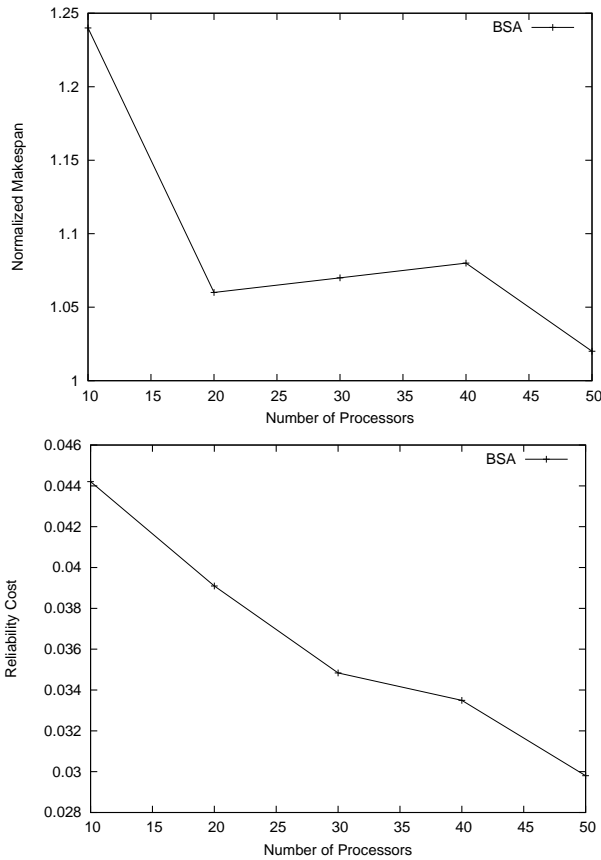 1.25
1.2
1.15
1.1
1.05
1
Normalized Makespan
BSA
10 15 20 25 30 35 40 45 50
Number of Processors
0.046
0.044
0.042
0.04
0.038
0.036
0.034
0.032
0.03
0.028
Reliability Cost
BSA
10 15 20 25 30 35 40 45 50
Number of Processors